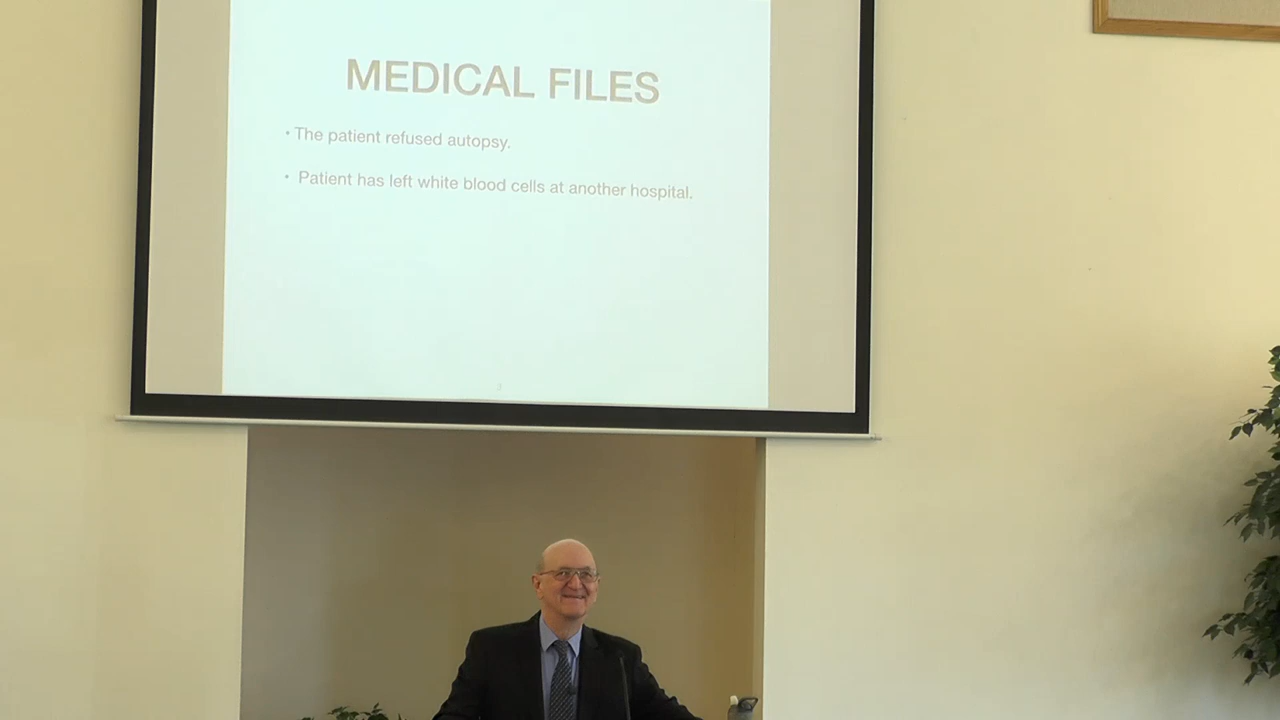 MEDICAL FILES
• The patient refused autopsy.
• Patient has left white blood cells at another hospital.